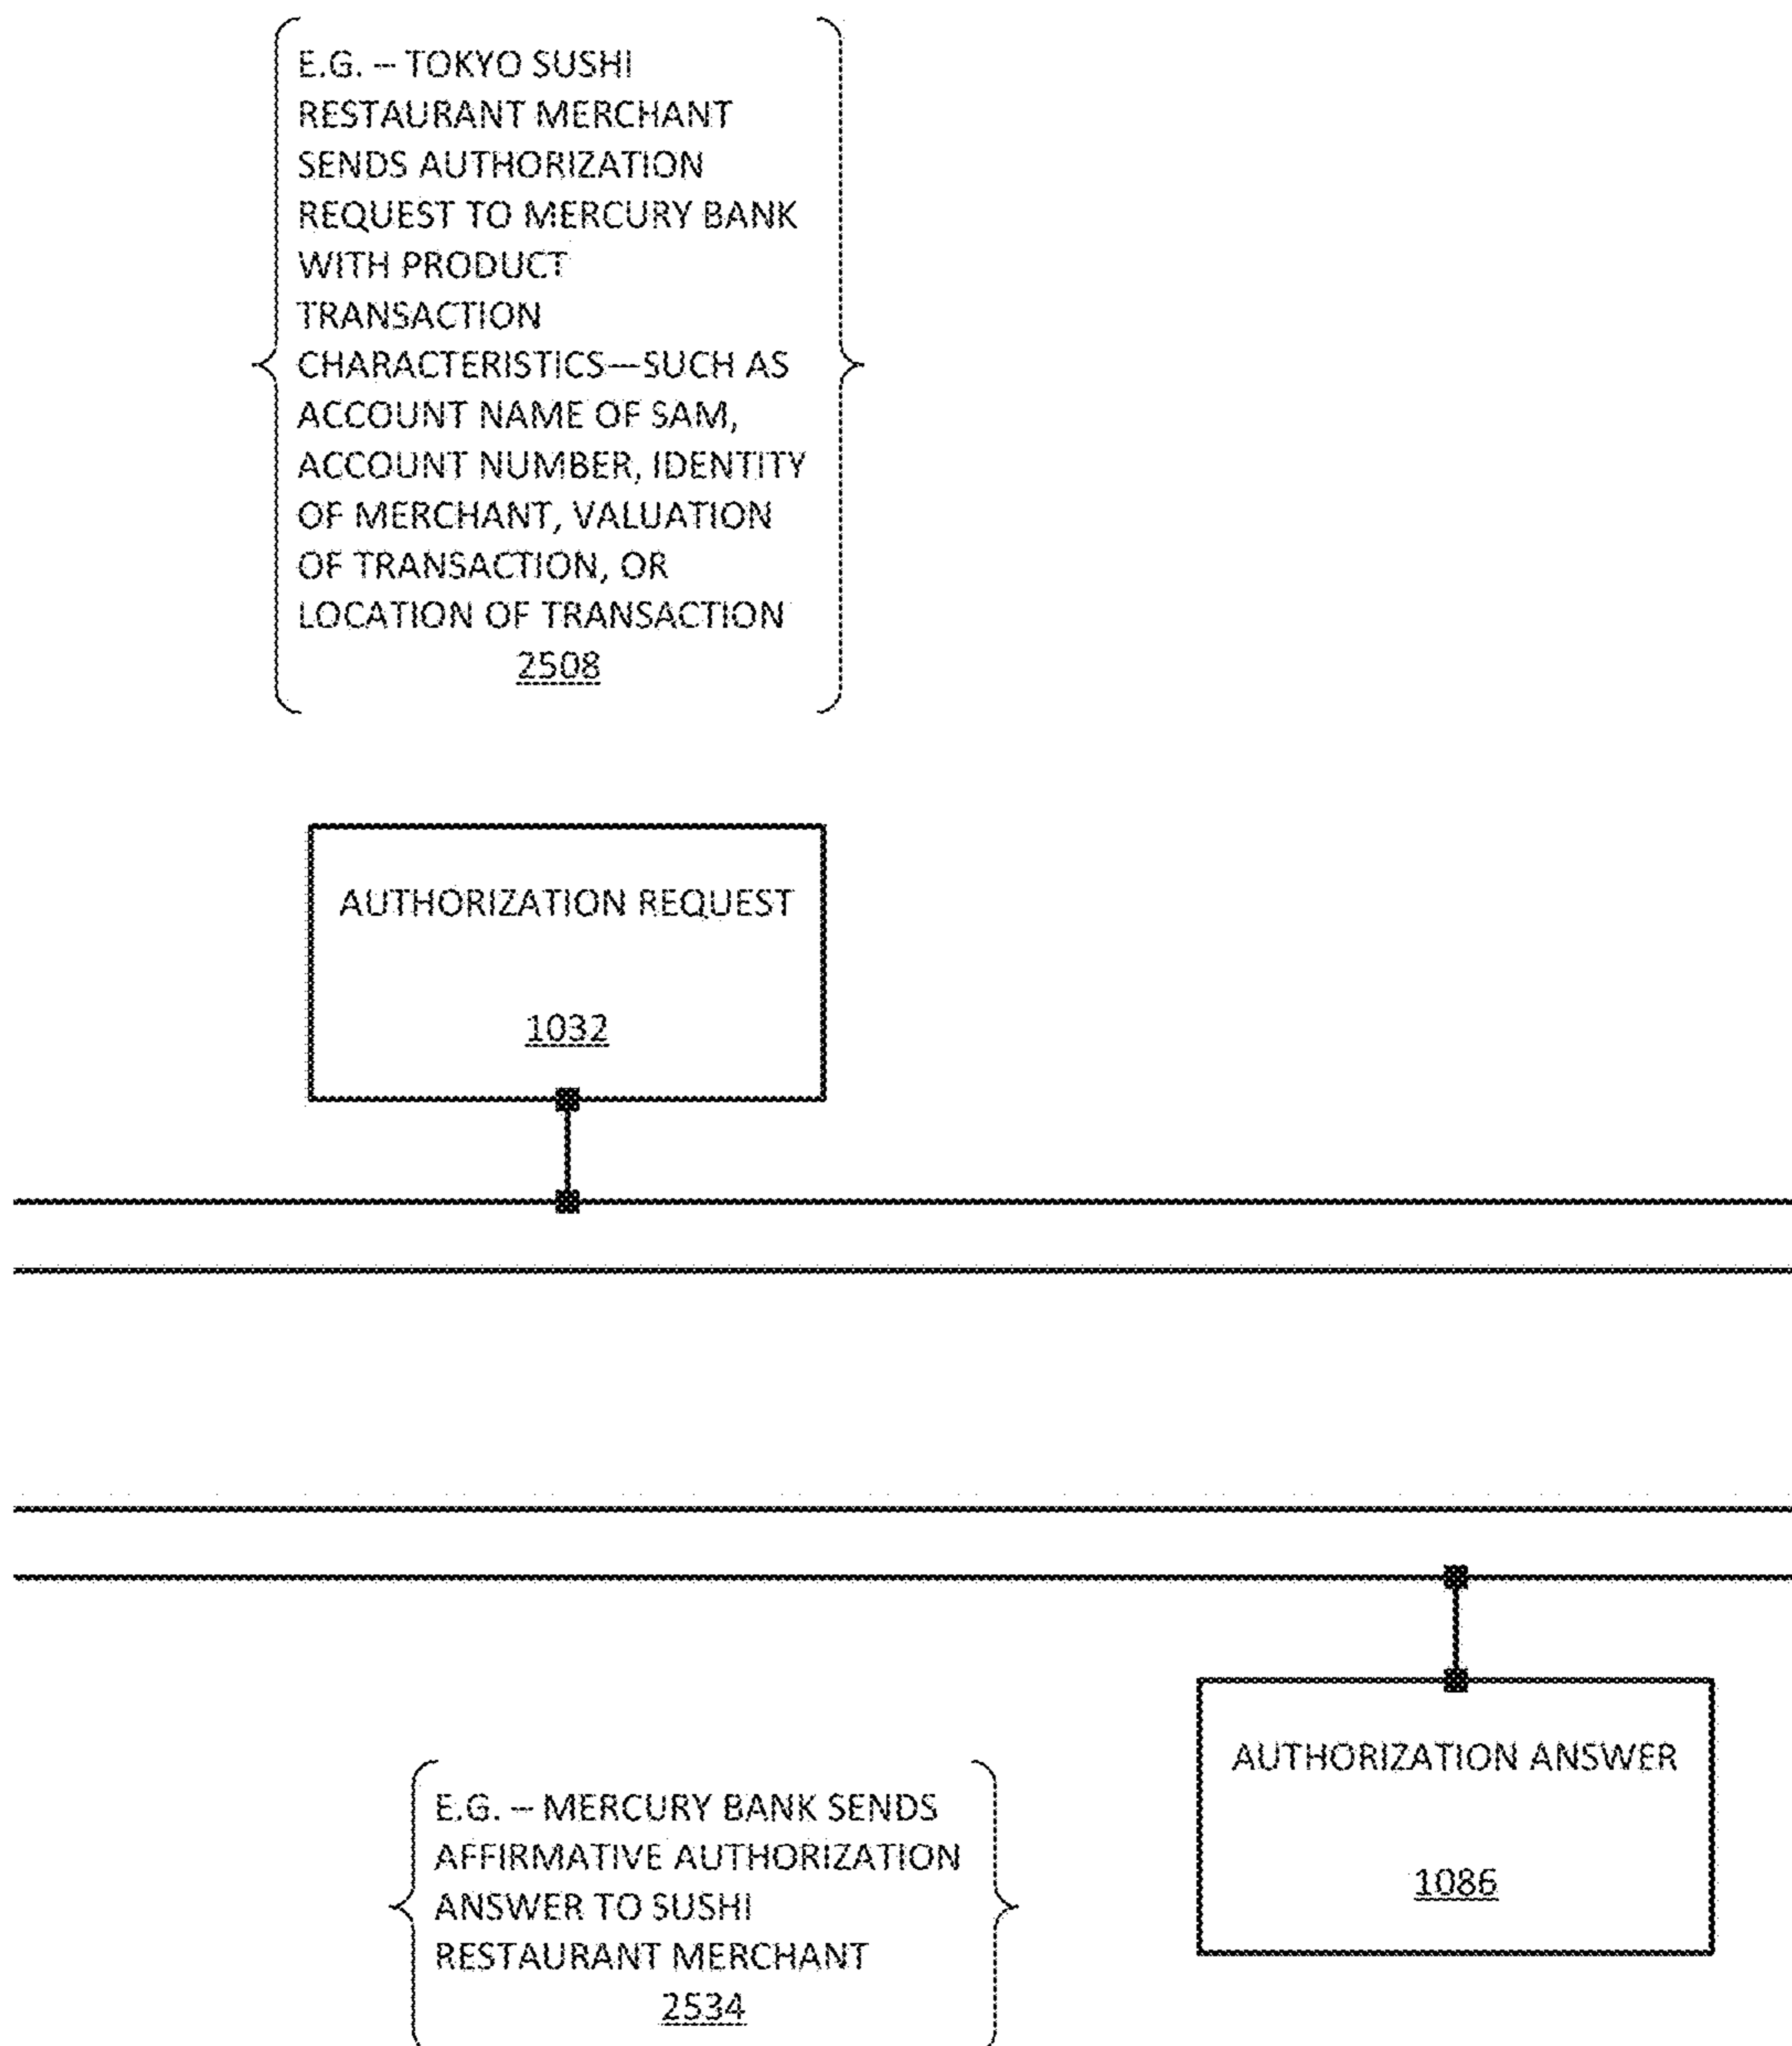 E.G. – TOKYO SUSHI
RESTAURANT MERCHANT
SENDS AUTHORIZATION
REQUEST TO MERCURY BANK
WITH PRODUCT
TRANSACTION
CHARACTERISTICS—SUCH AS
ACCOUNT NAME OF SAM,
ACCOUNT NUMBER, IDENTITY
OF MERCHANT, VALUATION
OF TRANSACTION, OR
LOCATION OF TRANSACTION
2508
AUTHORIZATION REQUEST
1032
AUTHORIZATION ANSWER
1086
E.G. – MERCURY BANK SENDS
AFFIRMATIVE AUTHORIZATION
ANSWER TO SUSHI
RESTAURANT MERCHANT
2534